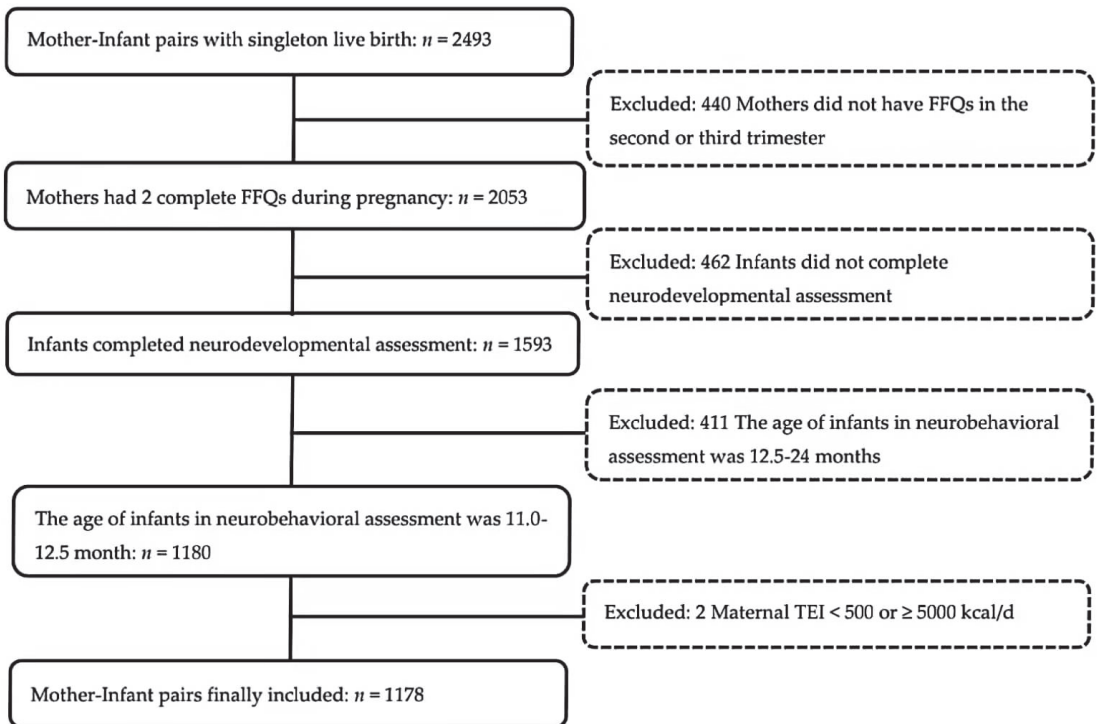 Mother-Infant pairs with singleton live birth: n = 2493
Excluded: 440 Mothers did not have FFQs in the
second or third trimester
Mothers had 2 complete FFQs during pregnancy: n = 2053
Excluded: 462 Infants did not complete
neurodevelopmental assessment
Infants completed neurodevelopmental assessment: n = 1593
Excluded: 411 The age of infants in neurobehavioral
assessment was 12.5-24 months
The age of infants in neurobehavioral assessment was 11.0-
12.5 month: n = 1180
Excluded: 2 Maternal TEI < 500 or ≥ 5000 kcal/d
Mother-Infant pairs finally included: n = 1178